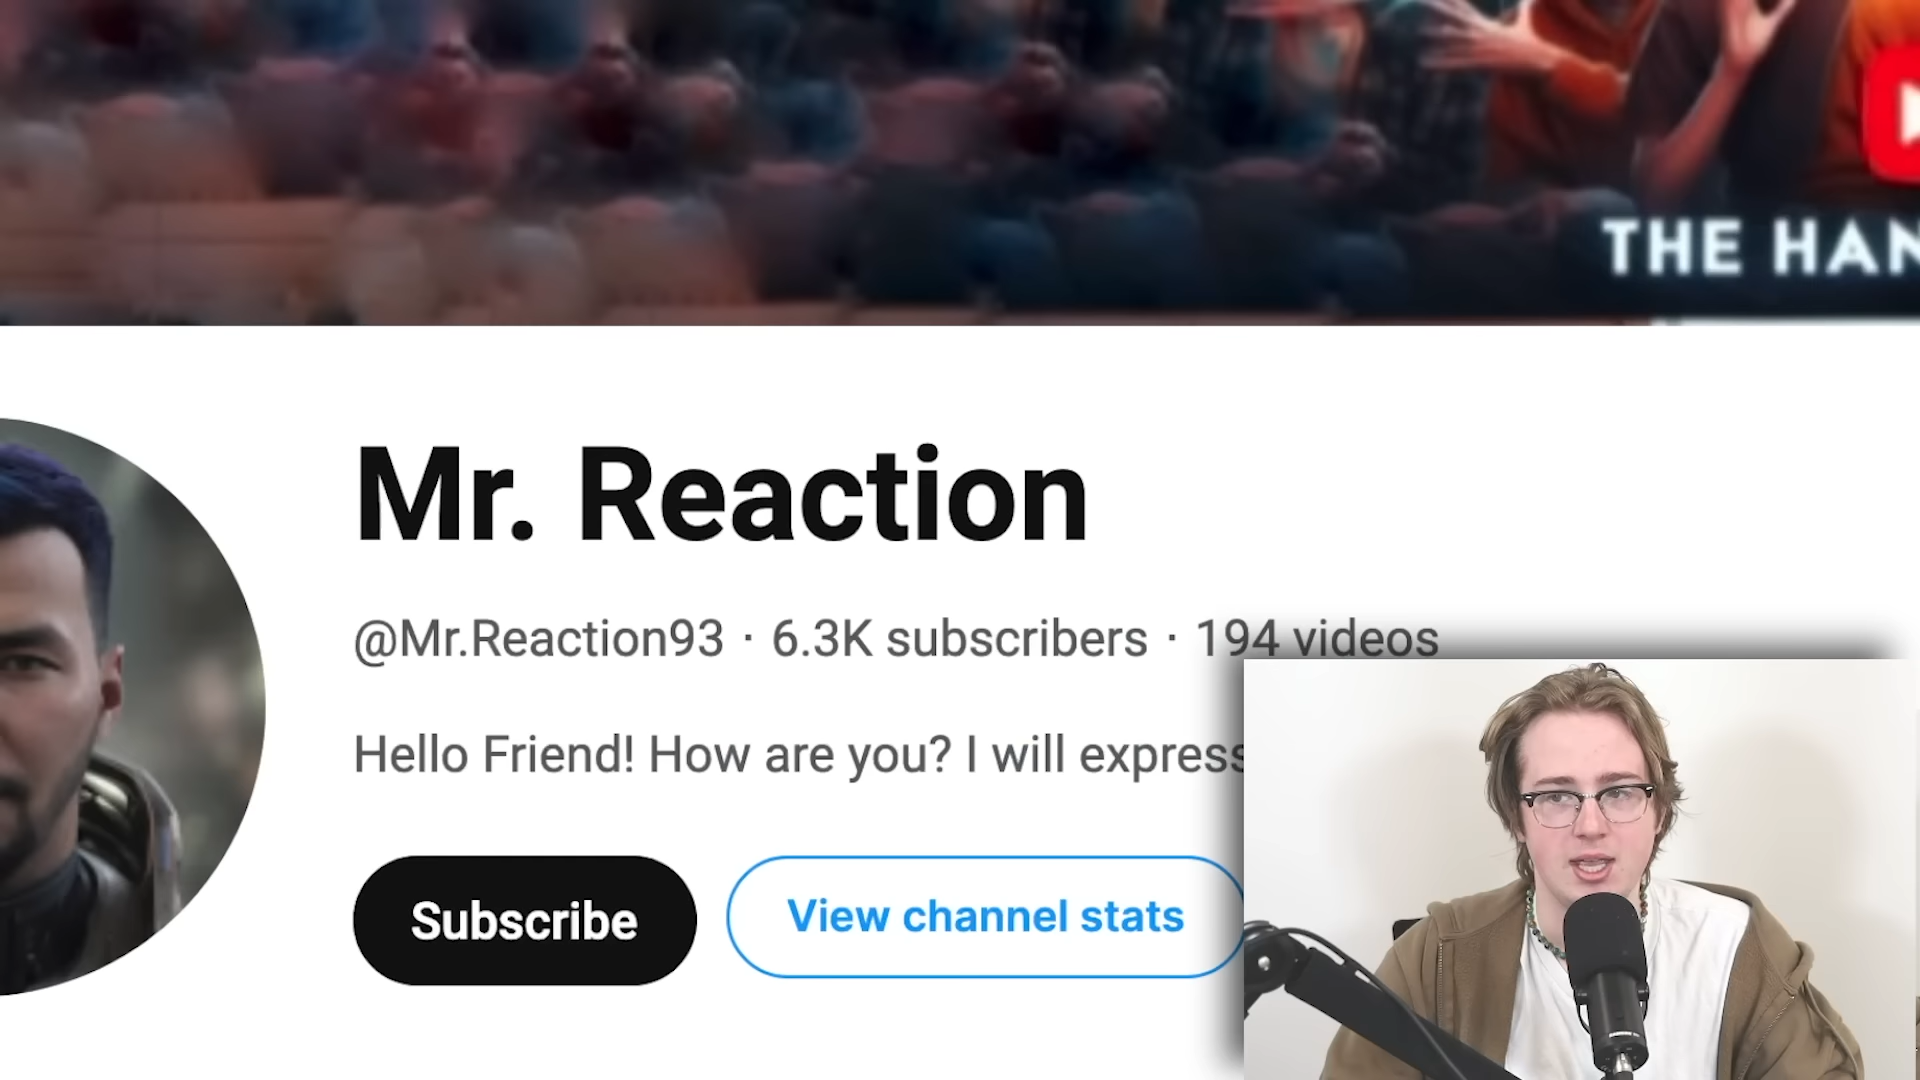 THE HAN
Mr. Reaction
@Mr.Reaction93 · 6.3K subscribers · 194 videos
Hello Friend! How are you? I will express
Subscribe
View channel stats